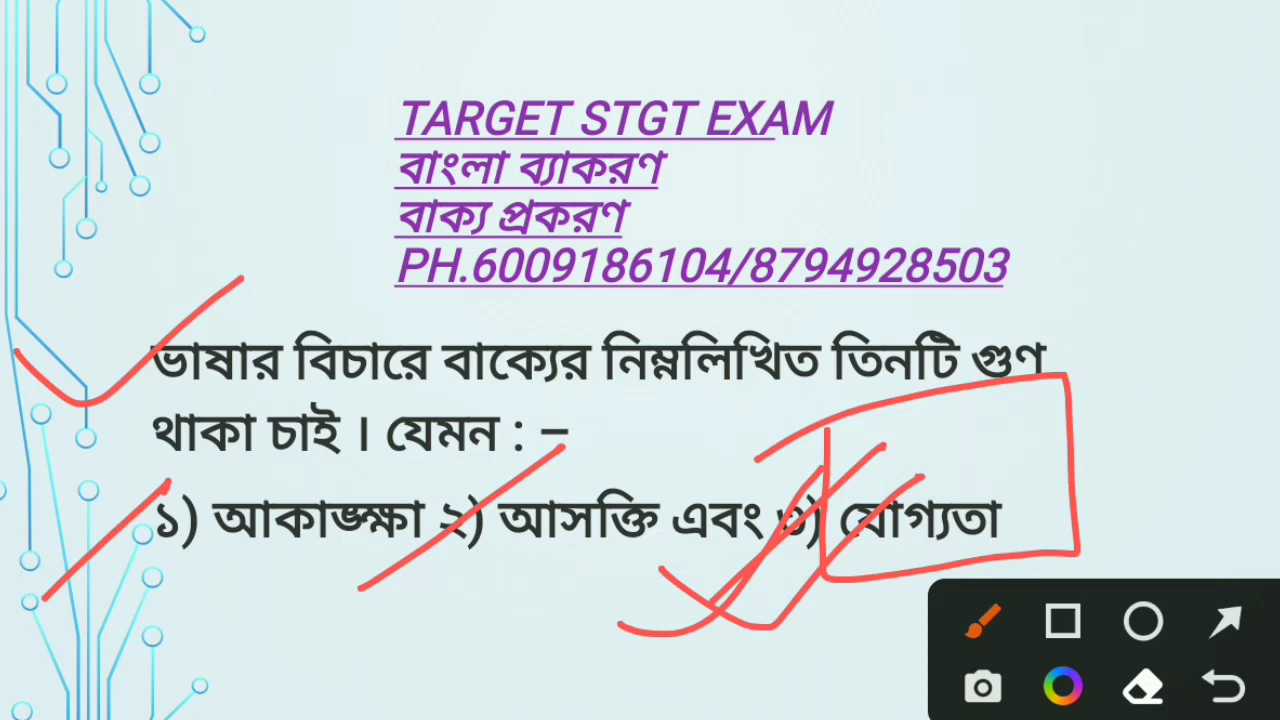 TARGET STGT EXAM
বাংলা ব্যাকরণ
বাক্য প্রকরণ
PH.6009186104/8794928503
ভাষার বিচারে বাক্যের নিম্নলিখিত তিনটি গুণ
থাকা চাই । যেমন : –
১) আকাঙ্ক্ষা ২) আসক্তি এবং ৩) যোগ্যতা